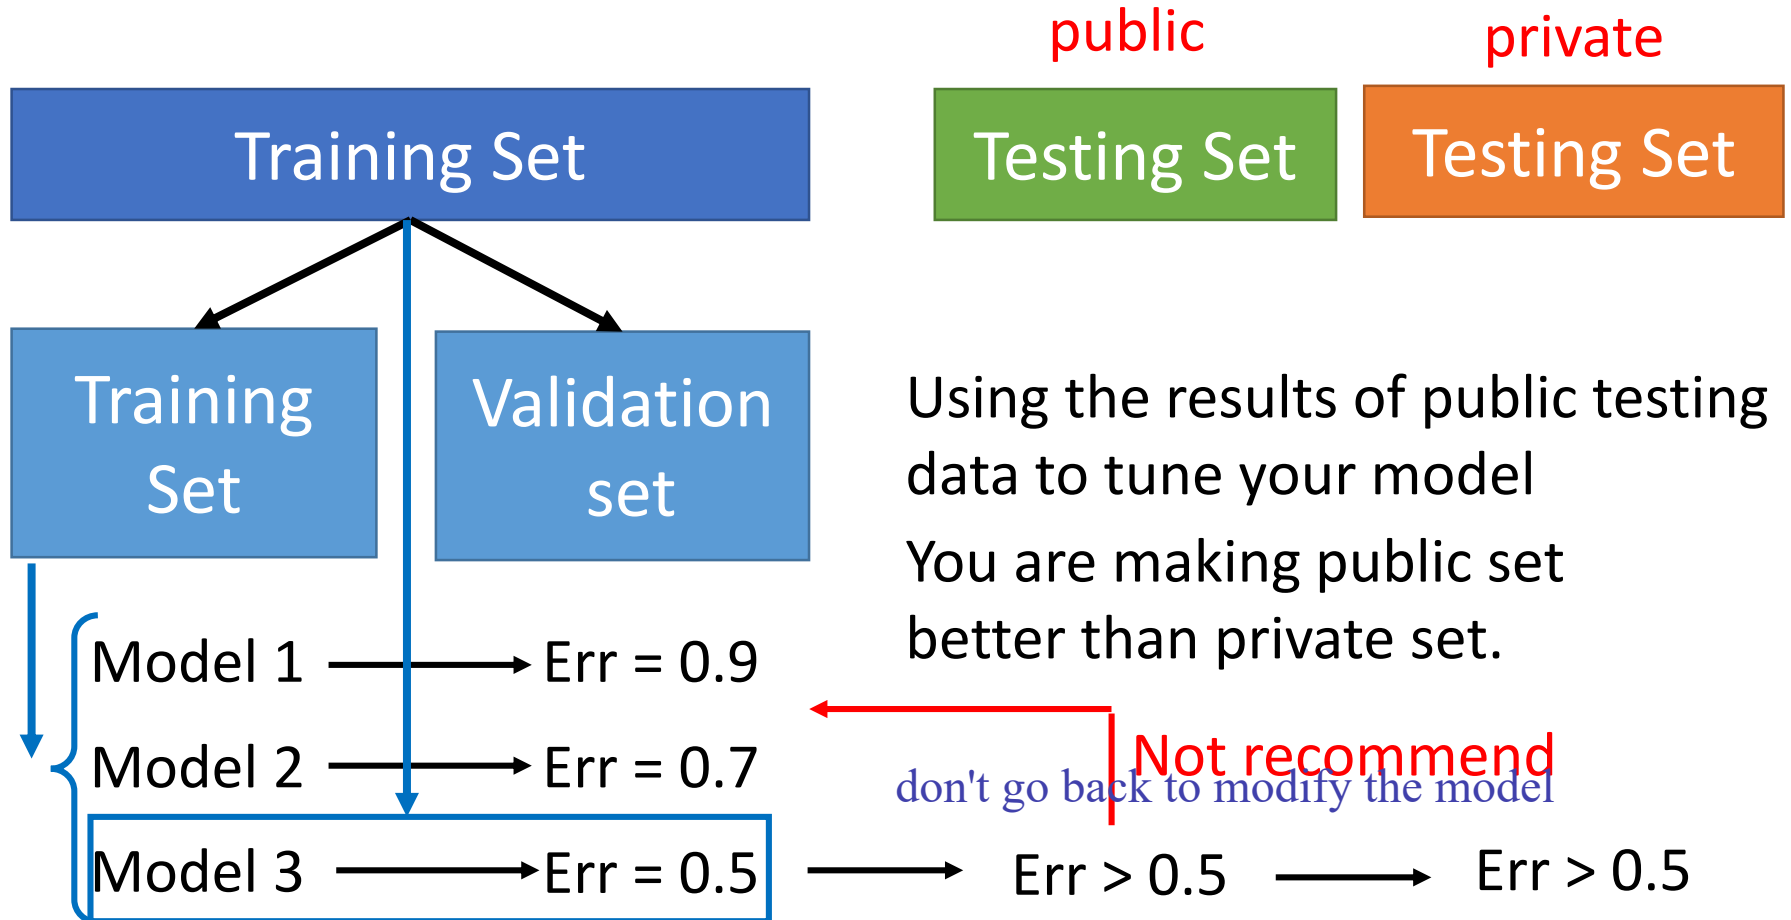 public
private
Training Set
Testing Set
Testing Set
Training
Set
Validation
set
Using the results of public testing
data to tune your model
You are making public set
better than private set.
Model 1
Err = 0.9
Not recommend
Model 2
Err = 0.7
don't go back to modify the model
Model 3
Err = 0.5
Err > 0.5
Err > 0.5